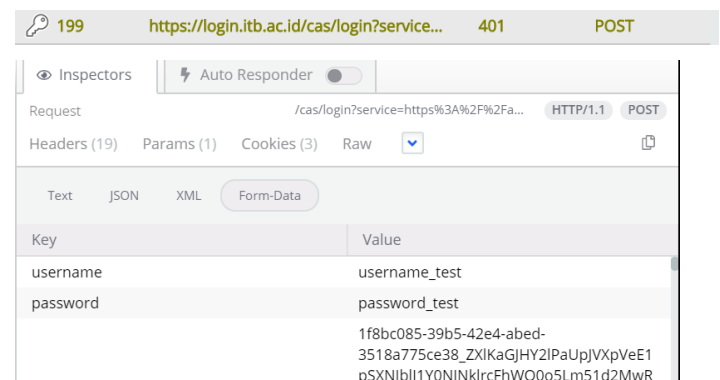 199 https://login.itb.ac.id/cas/login?service... 401 POST
Inspectors Auto Responder
Request /cas/login?service=https%3A%2F%2Fa... HTTP/1.1 POST
Headers (19) Params (1) Cookies (3) Raw
Text JSON XML Form-Data
Key Value
username username_test
password password_test
1f8bc085-39b5-42e4-abed-